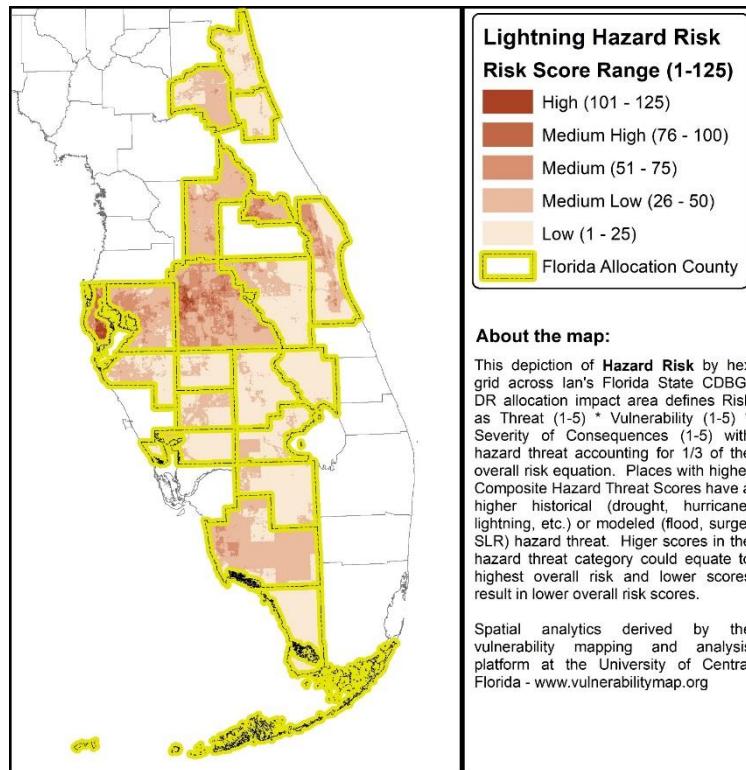 Lightning Hazard Risk
Risk Score Range (1-125)
High (101 - 125)
Medium High (76 - 100)
Medium (51 - 75)
Medium Low (26 - 50)
Low (1 - 25)
Florida Allocation County
About the map:
This depiction of Hazard Risk by hex
grid across Ian's Florida State CDBG-
DR allocation impact area defines Risk
as Threat (1-5) * Vulnerability (1-5) *
Severity of Consequences (1-5) with
hazard threat accounting for 1/3 of the
overall risk equation. Places with higher
Composite Hazard Threat Scores have a
higher historical (drought, hurricane,
lightning, etc.) or modeled (flood, surge,
SLR) hazard threat. Higer scores in the
hazard threat category could equate to
highest overall risk and lower scores
result in lower overall risk scores.
Spatial analytics derived by the
vulnerability mapping and analysis
platform at the University of Central
Florida - www.vulnerabilitymap.org